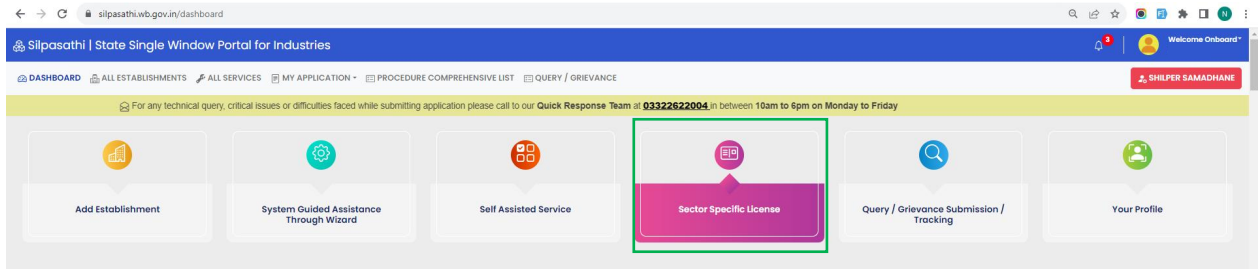 silpasathi.wb.gov.in/dashboard
N
Silpasathi | State Single Window Portal for Industries
3
Welcome Onboard
DASHBOARD ALL ESTABLISHMENTS ALL SERVICES MY APPLICATION PROCEDURE COMPREHENSIVE LIST QUERY / GRIEVANCE
SHILPER SAMADHANE
For any technical query, critical issues or difficulties faced while submitting application please call to our Quick Response Team at 03322622004 in between 10am to 6pm on Monday to Friday
Add Establishment
System Guided Assistance
Through Wizard
Self Assisted Service
Sector Specific License
Query / Grievance Submission /
Tracking
Your Profile